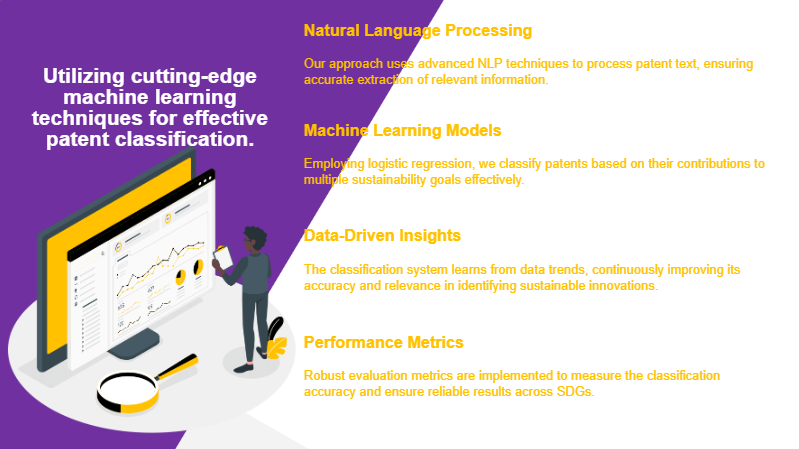 Utilizing cutting-edge
machine learning
techniques for effective
patent classification.
Natural Language Processing
Our approach uses advanced NLP techniques to process patent text, ensuring
accurate extraction of relevant information.
Machine Learning Models
Employing logistic regression, we classify patents based on their contributions to
multiple sustainability goals effectively.
Data-Driven Insights
The classification system learns from data trends, continuously improving its
accuracy and relevance in identifying sustainable innovations.
Performance Metrics
Robust evaluation metrics are implemented to measure the classification
accuracy and ensure reliable results across SDGs.